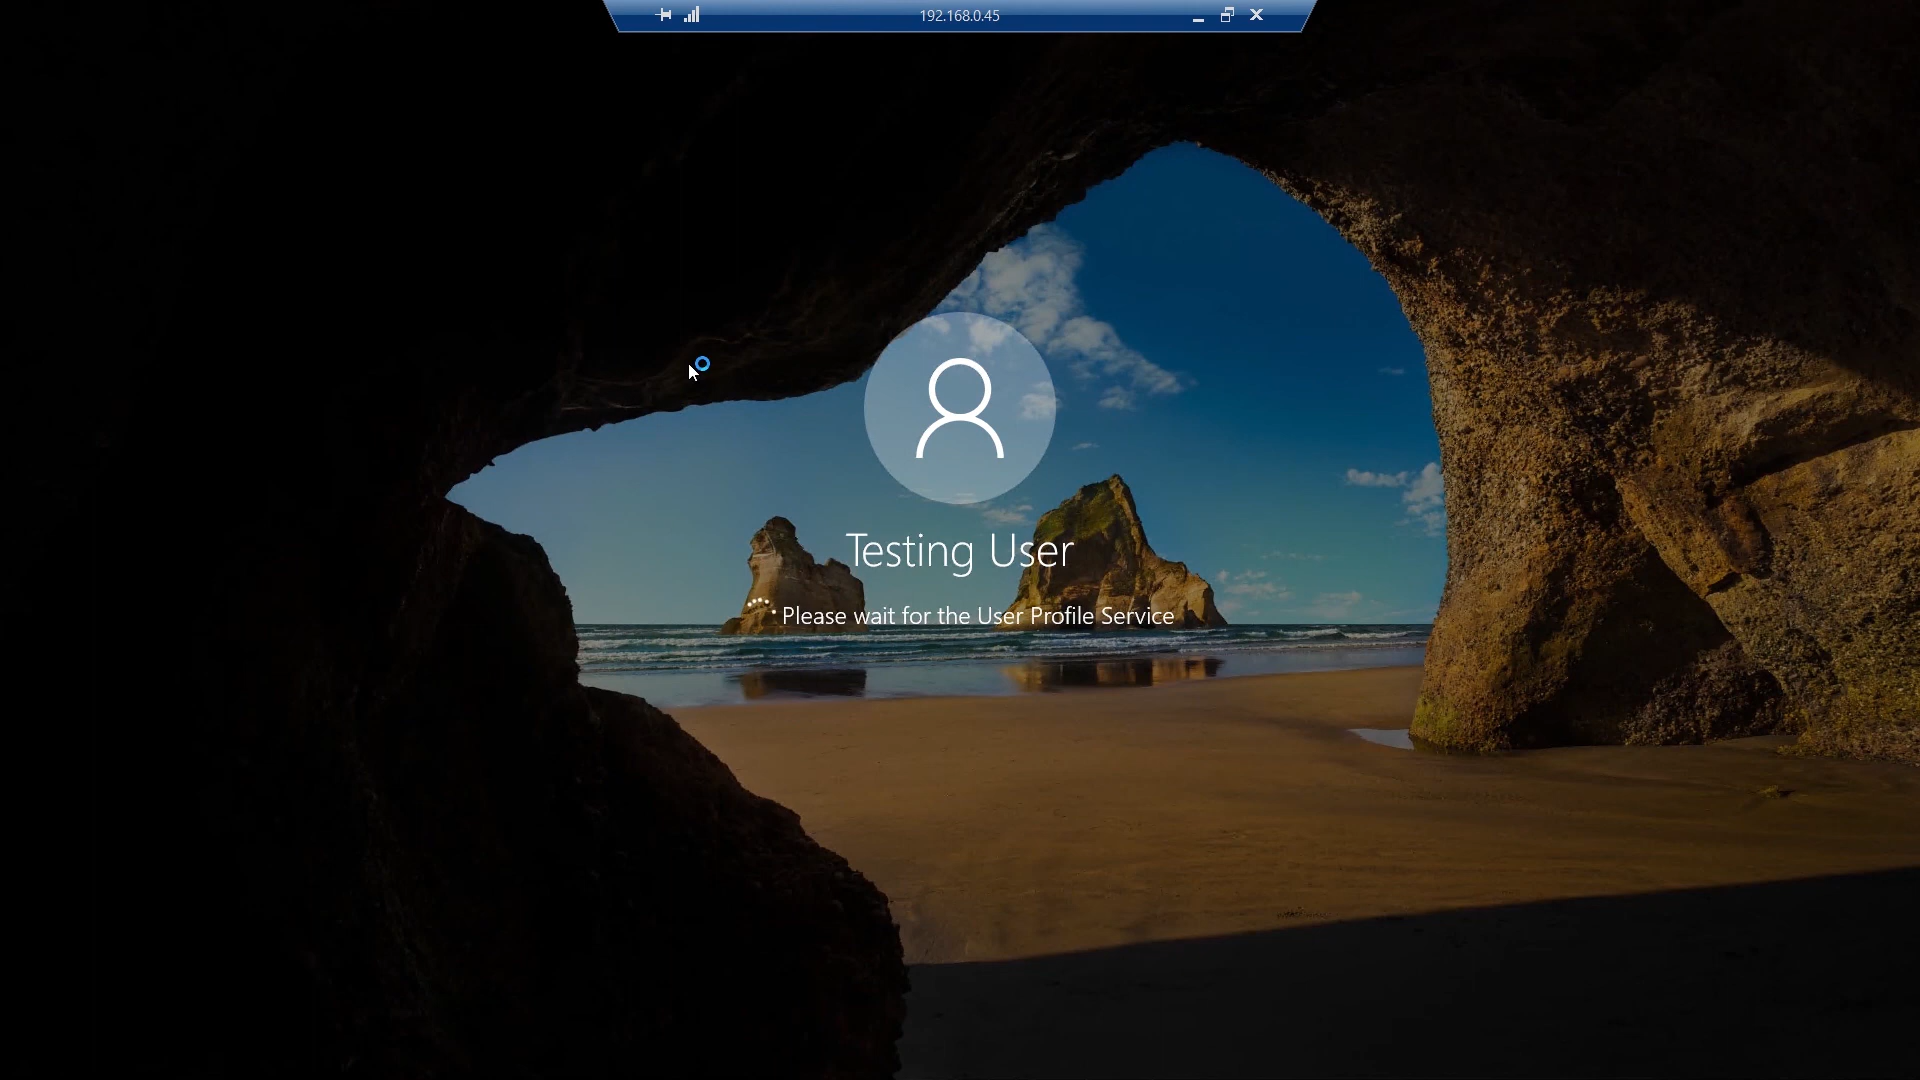 192.168.0.45
Testing User
Please wait for the User Profile Service